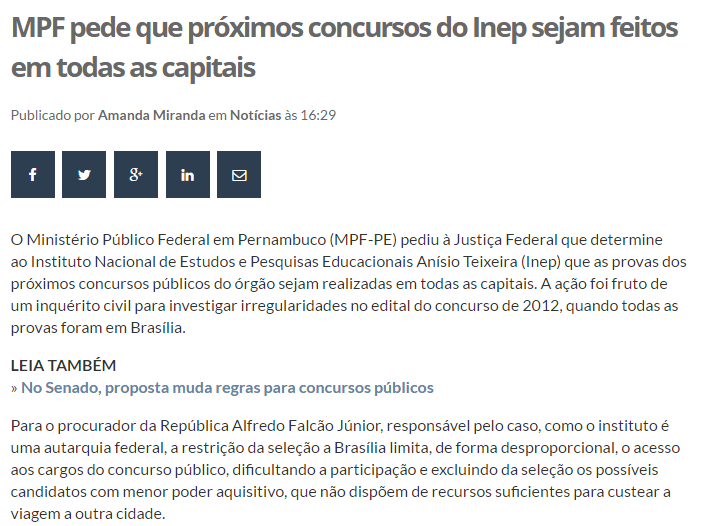 MPF pede que próximos concursos do Inep sejam feitos
em todas as capitais
Publicado por Amanda Miranda em Notícias às 16:29
O Ministério Público Federal em Pernambuco (MPF-PE) pediu à Justiça Federal que determine
ao Instituto Nacional de Estudos e Pesquisas Educacionais Anísio Teixeira (Inep) que as provas dos
próximos concursos públicos do órgão sejam realizadas em todas as capitais. A ação foi fruto de
um inquérito civil para investigar irregularidades no edital do concurso de 2012, quando todas as
provas foram em Brasília.
LEIA TAMBÉM
» No Senado, proposta muda regras para concursos públicos
Para o procurador da República Alfredo Falcão Júnior, responsável pelo caso, como o instituto é
uma autarquia federal, a restrição da seleção a Brasília limita, de forma desproporcional, o acesso
aos cargos do concurso público, dificultando a participação e excluindo da seleção os possíveis
candidatos com menor poder aquisitivo, que não dispõem de recursos suficientes para custear a
viagem a outra cidade.